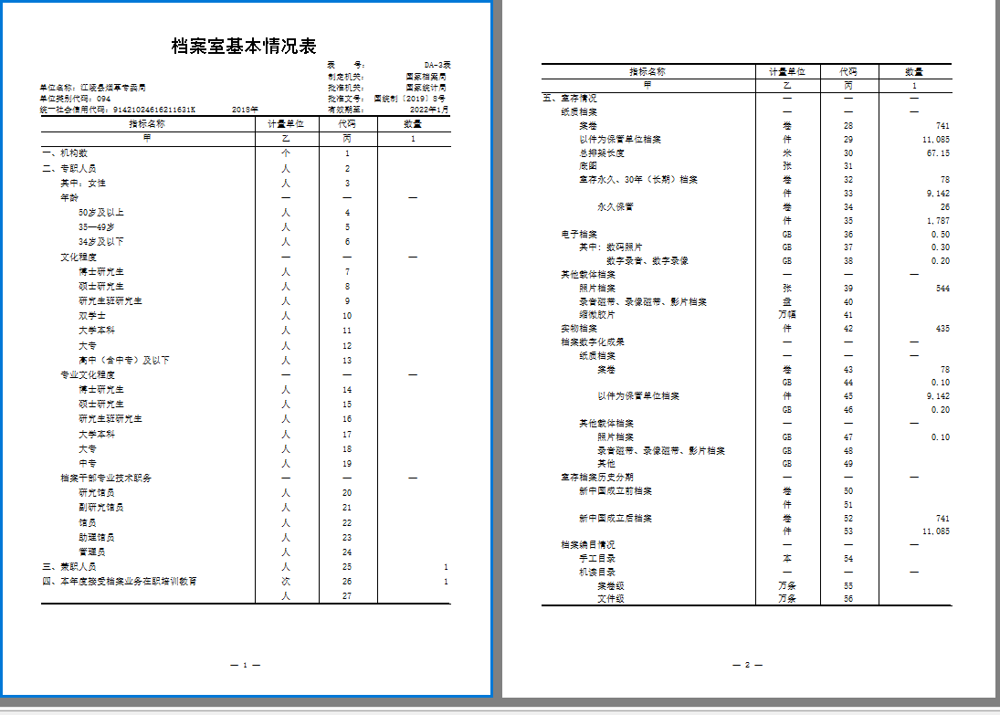 档案室基本情况表
表　　号: DA-3表
制定机关: 国家档案局
单位名称: 江陵县烟草专卖局 批准机关: 国家统计局
单位类别代码: 094 批准文号: 国统制〔2019〕8号
统一社会信用代码: 91421024616211631K 2018年 有效期至: 2022年1月
指标名称 计量单位 代码 数量
甲 乙 丙 1
一、机构数 个 1
二、专职人员 人 2
其中: 女性 人 3
年龄 — — —
50岁及以上 人 4
35—49岁 人 5
34岁及以下 人 6
文化程度 — — —
博士研究生 人 7
硕士研究生 人 8
研究生班研究生 人 9
双学士 人 10
大学本科 人 11
大专 人 12
高中（含中专）及以下 人 13
专业文化程度 — — —
博士研究生 人 14
硕士研究生 人 15
研究生班研究生 人 16
大学本科 人 17
大专 人 18
中专 人 19
档案干部专业技术职务 — — —
研究馆员 人 20
副研究馆员 人 21
馆员 人 22
助理馆员 人 23
管理员 人 24
三、兼职人员 人 25 1
四、本年度接受档案业务在职培训教育 次 26 1
人 27
— 1 —
指标名称 计量单位 代码 数量
甲 乙 丙 1
五、室存情况 — — —
纸质档案 — — —
案卷 卷 28 741
以件为保管单位档案 件 29 11,085
总排架长度 米 30 67.15
底图 张 31
室存永久、30年（长期）档案 卷 32 78
件 33 9,142
永久保管 卷 34 26
件 35 1,787
电子档案 GB 36 0.50
其中: 数码照片 GB 37 0.30
数字录音、数字录像 GB 38 0.20
其他载体档案 — — —
照片档案 张 39 544
录音磁带、录像磁带、影片档案 盘 40
缩微胶片 万幅 41
实物档案 件 42 435
档案数字化成果 — — —
纸质档案 — — —
案卷 卷 43 78
GB 44 0.10
以件为保管单位档案 件 45 9,142
GB 46 0.20
其他载体档案 — — —
照片档案 GB 47 0.10
录音磁带、录像磁带、影片档案 GB 48
其他 GB 49
室存档案历史分期 — — —
新中国成立前档案 卷 50
件 51
新中国成立后档案 卷 52 741
件 53 11,085
档案编目情况 — — —
手工目录 本 54
机读目录 — — —
案卷级 万条 55
文件级 万条 56
— 2 —